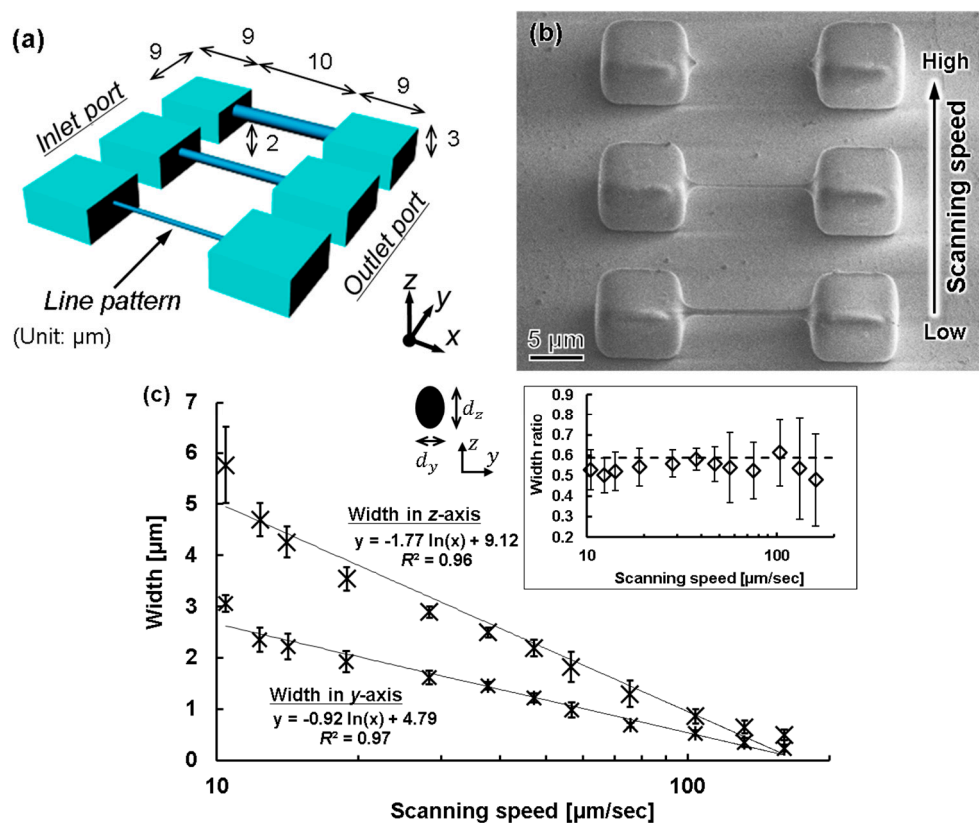 (a)
9
9
10
9
2
3
Inlet port
Outlet port
Line pattern
(Unit: µm)
z
y
x
(b)
High
Scanning speed
Low
5 µm
(c)
7
6
5
4
3
2
1
0
Width [µm]
10
100
Scanning speed [µm/sec]
d_z
d_y
z
y
Width in z-axis
y = -1.77 ln(x) + 9.12
R² = 0.96
Width in y-axis
y = -0.92 ln(x) + 4.79
R² = 0.97
0.9
0.8
0.7
0.6
0.5
0.4
0.3
0.2
Width ratio
10
100
Scanning speed [µm/sec]